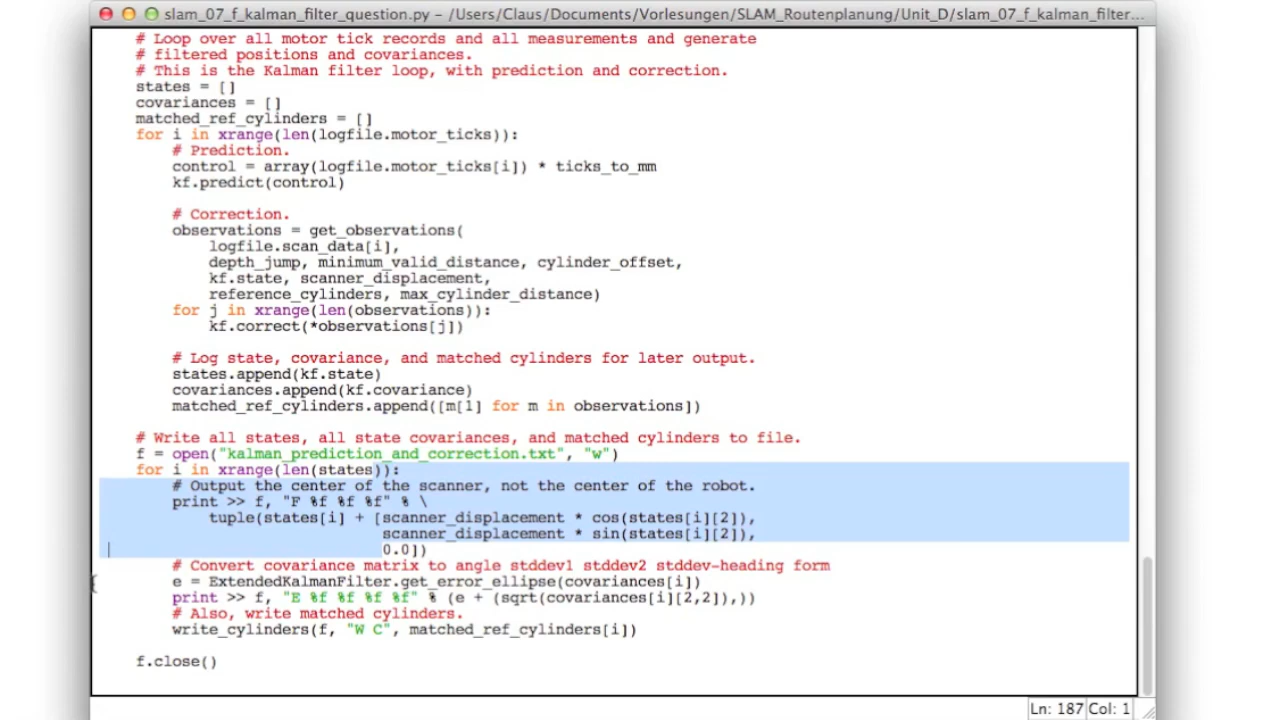 slam_07_f_kalman_filter_question.py - /Users/Claus/Documents/Vorlesungen/SLAM_Routenplanung/Unit_D/slam_07_f_kalman_filter...
# Loop over all motor tick records and all measurements and generate
# filtered positions and covariances.
# This is the Kalman filter loop, with prediction and correction.
states = []
covariances = []
matched_ref_cylinders = []
for i in xrange(len(logfile.motor_ticks)):
    # Prediction.
    control = array(logfile.motor_ticks[i]) * ticks_to_mm
    kf.predict(control)

    # Correction.
    observations = get_observations(
        logfile.scan_data[i],
        depth_jump, minimum_valid_distance, cylinder_offset,
        kf.state, scanner_displacement,
        reference_cylinders, max_cylinder_distance)
    for j in xrange(len(observations)):
        kf.correct(*observations[j])

    # Log state, covariance, and matched cylinders for later output.
    states.append(kf.state)
    covariances.append(kf.covariance)
    matched_ref_cylinders.append([m[1] for m in observations])

# Write all states, all state covariances, and matched cylinders to file.
f = open("kalman_prediction_and_correction.txt", "w")
for i in xrange(len(states)):
    # Output the center of the scanner, not the center of the robot.
    print >> f, "F %f %f %f" % \
        tuple(states[i] + [scanner_displacement * cos(states[i][2]),
                           scanner_displacement * sin(states[i][2]),
                           0.0])
    # Convert covariance matrix to angle stddev1 stddev2 stddev-heading form
    e = ExtendedKalmanFilter.get_error_ellipse(covariances[i])
    print >> f, "E %f %f %f %f" % (e + (sqrt(covariances[i][2,2]),))
    # Also, write matched cylinders.
    write_cylinders(f, "W C", matched_ref_cylinders[i])

f.close()
Ln: 187 Col: 1